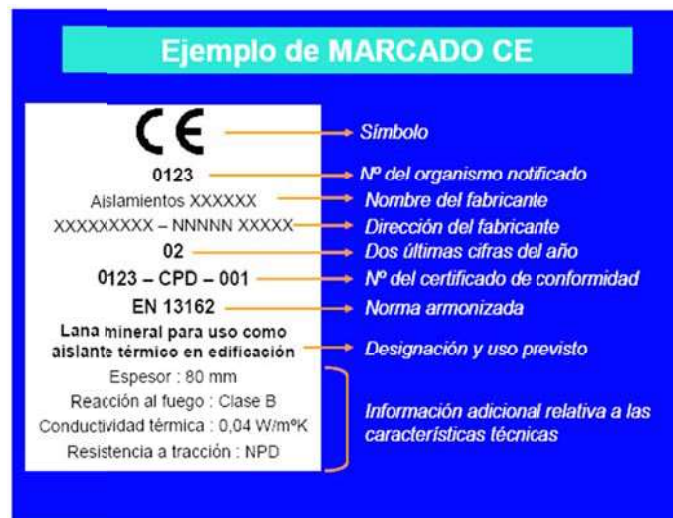 Ejemplo de MARCADO CE
CE
Símbolo
0123
Nº del organismo notificado
Aislamientos XXXXXX
Nombre del fabricante
XXXXXXXXX – NNNNN XXXXX
Dirección del fabricante
02
Dos últimas cifras del año
0123 – CPD – 001
Nº del certificado de conformidad
EN 13162
Norma armonizada
Lana mineral para uso como
aislante térmico en edificación
Designación y uso previsto
Espesor : 80 mm
Reacción al fuego : Clase B
Conductividad térmica : 0,04 W/mºK
Resistencia a tracción : NPD
Información adicional relativa a las
características técnicas